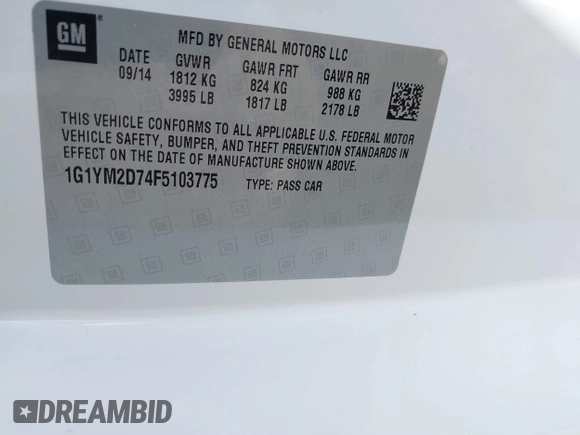 GM
MFD BY GENERAL MOTORS LLC
DATE GVWR GAWR FRT GAWR RR
09/14 1812 KG 824 KG 988 KG
3995 LB 1817 LB 2178 LB
THIS VEHICLE CONFORMS TO ALL APPLICABLE U.S. FEDERAL MOTOR
VEHICLE SAFETY, BUMPER, AND THEFT PREVENTION STANDARDS IN
EFFECT ON THE DATE OF MANUFACTURE SHOWN ABOVE.
1G1YM2D74F5103775 TYPE: PASS CAR
DREAMBID